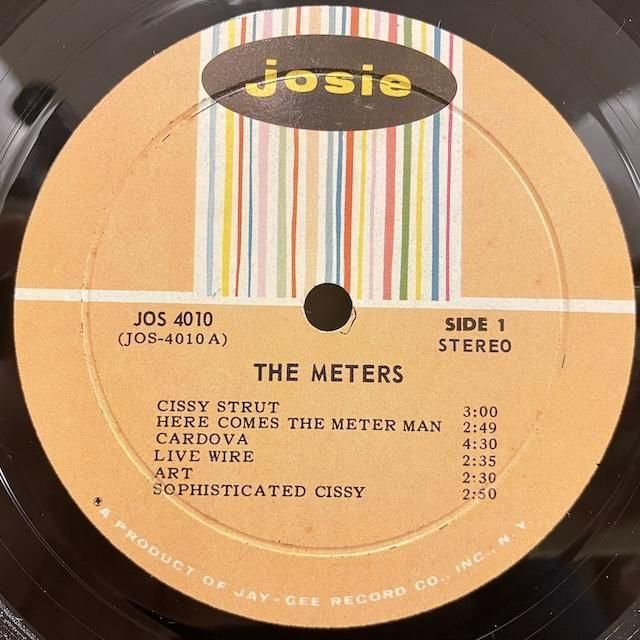 josie
JOS 4010
(JOS-4010A)
SIDE 1
STEREO
THE METERS
CISSY STRUT 3:00
HERE COMES THE METER MAN 2:49
CARDOVA 4:30
LIVE WIRE 2:35
ART 2:30
SOPHISTICATED CISSY 2:50
A PRODUCT OF JAY-GEE RECORD CO., INC., N. Y.